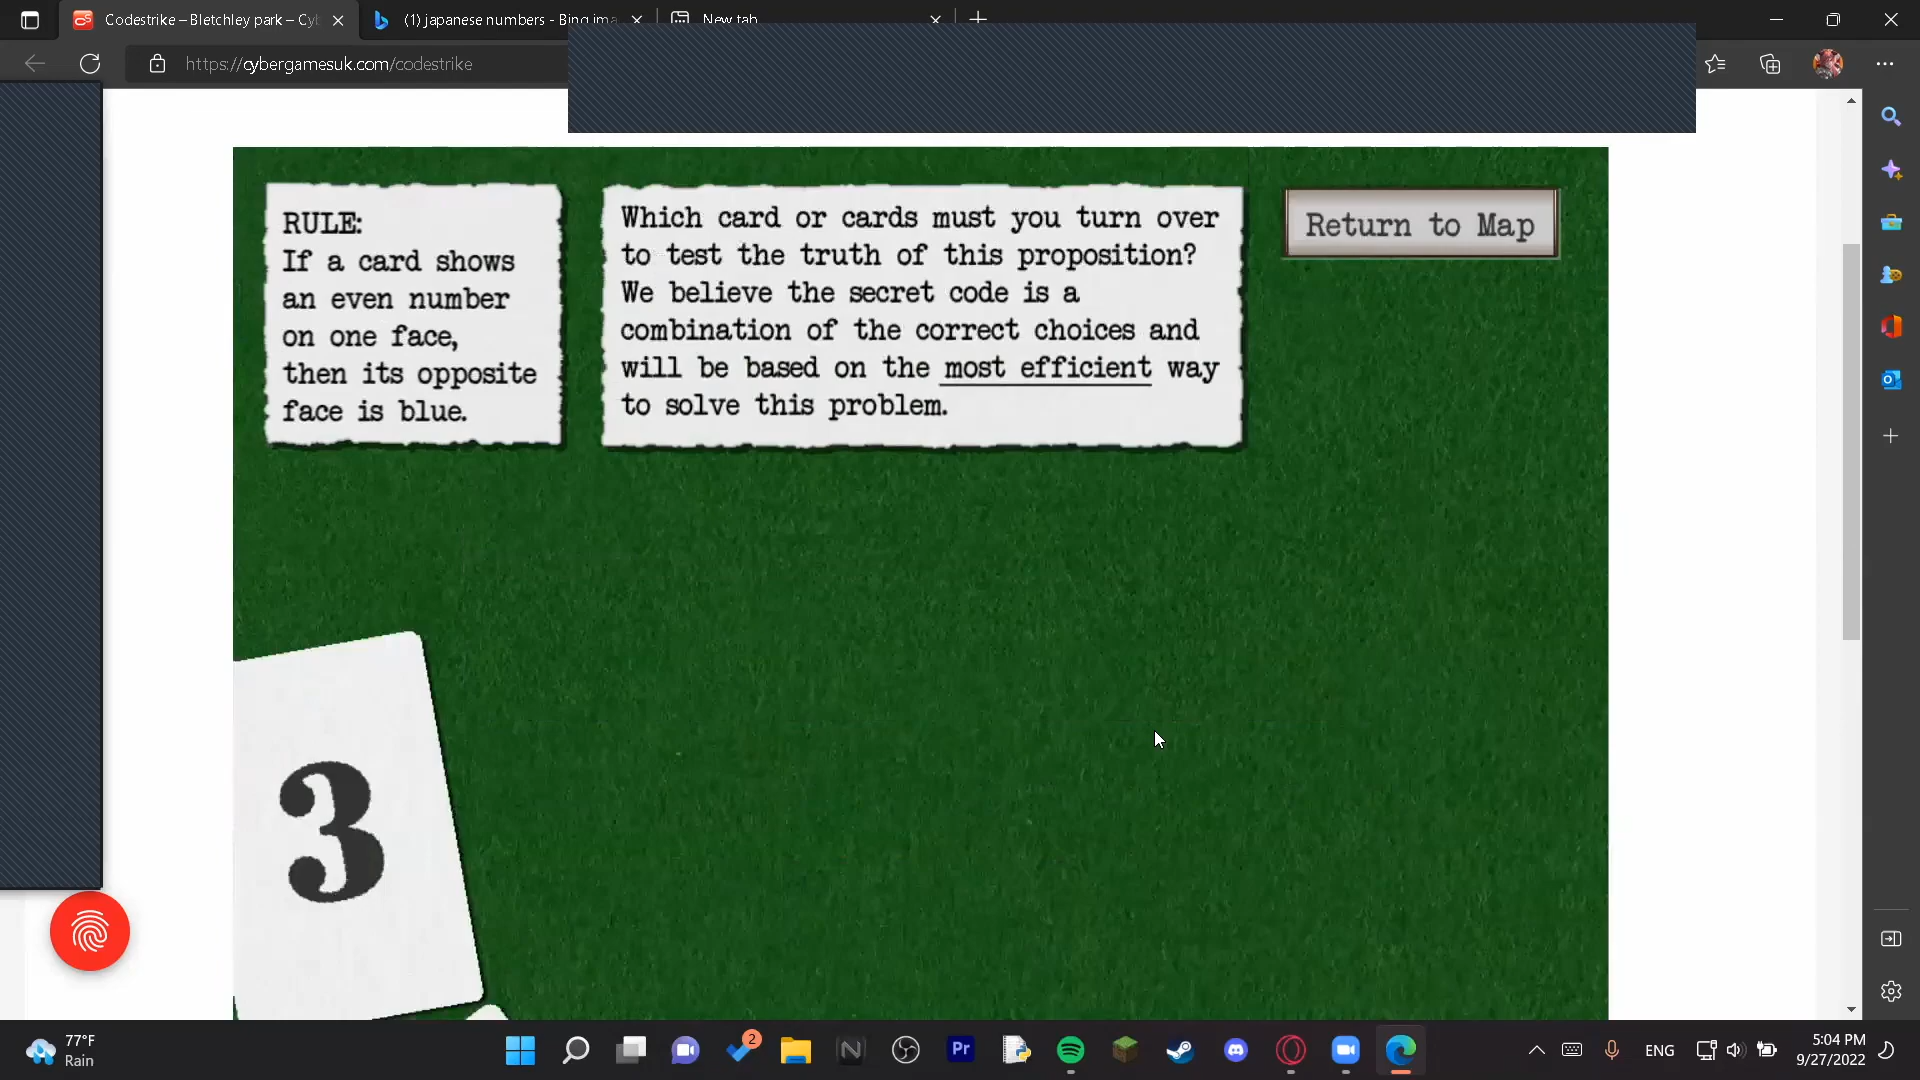 Codestrike – Bletchley park – Cy
(1) japanese numbers - Bing ima
New tab
https://cybergamesuk.com/codestrike
RULE:
If a card shows
an even number
on one face,
then its opposite
face is blue.
Which card or cards must you turn over
to test the truth of this proposition?
We believe the secret code is a
combination of the correct choices and
will be based on the most efficient way
to solve this problem.
Return to Map
3
77°F
Rain
2
Pr
ENG
5:04 PM
9/27/2022